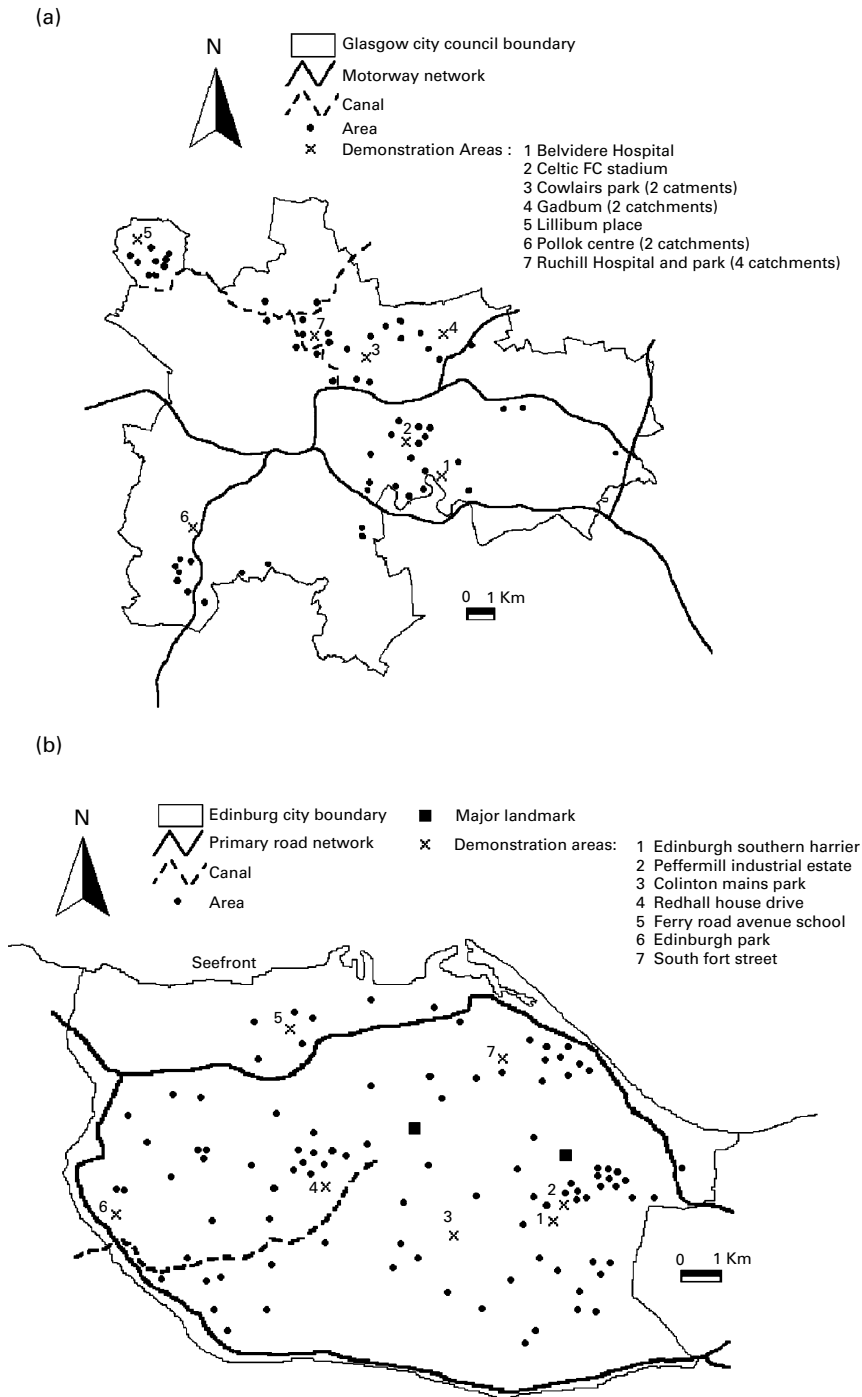 (a)
N
Glasgow city council boundary
Motorway network
Canal
Area
Demonstration Areas :
1 Belvidere Hospital
2 Celtic FC stadium
3 Cowlairs park (2 catments)
4 Gadbum (2 catchments)
5 Lillibum place
6 Pollok centre (2 catchments)
7 Ruchill Hospital and park (4 catchments)
5
7
4
3
2
1
6
0 1 Km
(b)
N
Edinburg city boundary
Primary road network
Canal
Area
Major landmark
Demonstration areas:
1 Edinburgh southern harrier
2 Peffermill industrial estate
3 Colinton mains park
4 Redhall house drive
5 Ferry road avenue school
6 Edinburgh park
7 South fort street
Seefront
5
7
4
2
6
1
3
0 1 Km